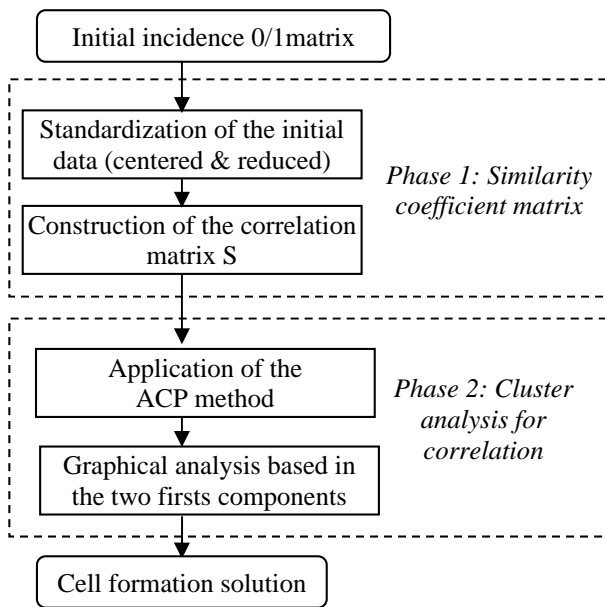 Initial incidence 0/1matrix
Standardization of the initial
data (centered & reduced)
Phase 1: Similarity
coefficient matrix
Construction of the correlation
matrix S
Application of the
ACP method
Phase 2: Cluster
analysis for
correlation
Graphical analysis based in
the two firsts components
Cell formation solution